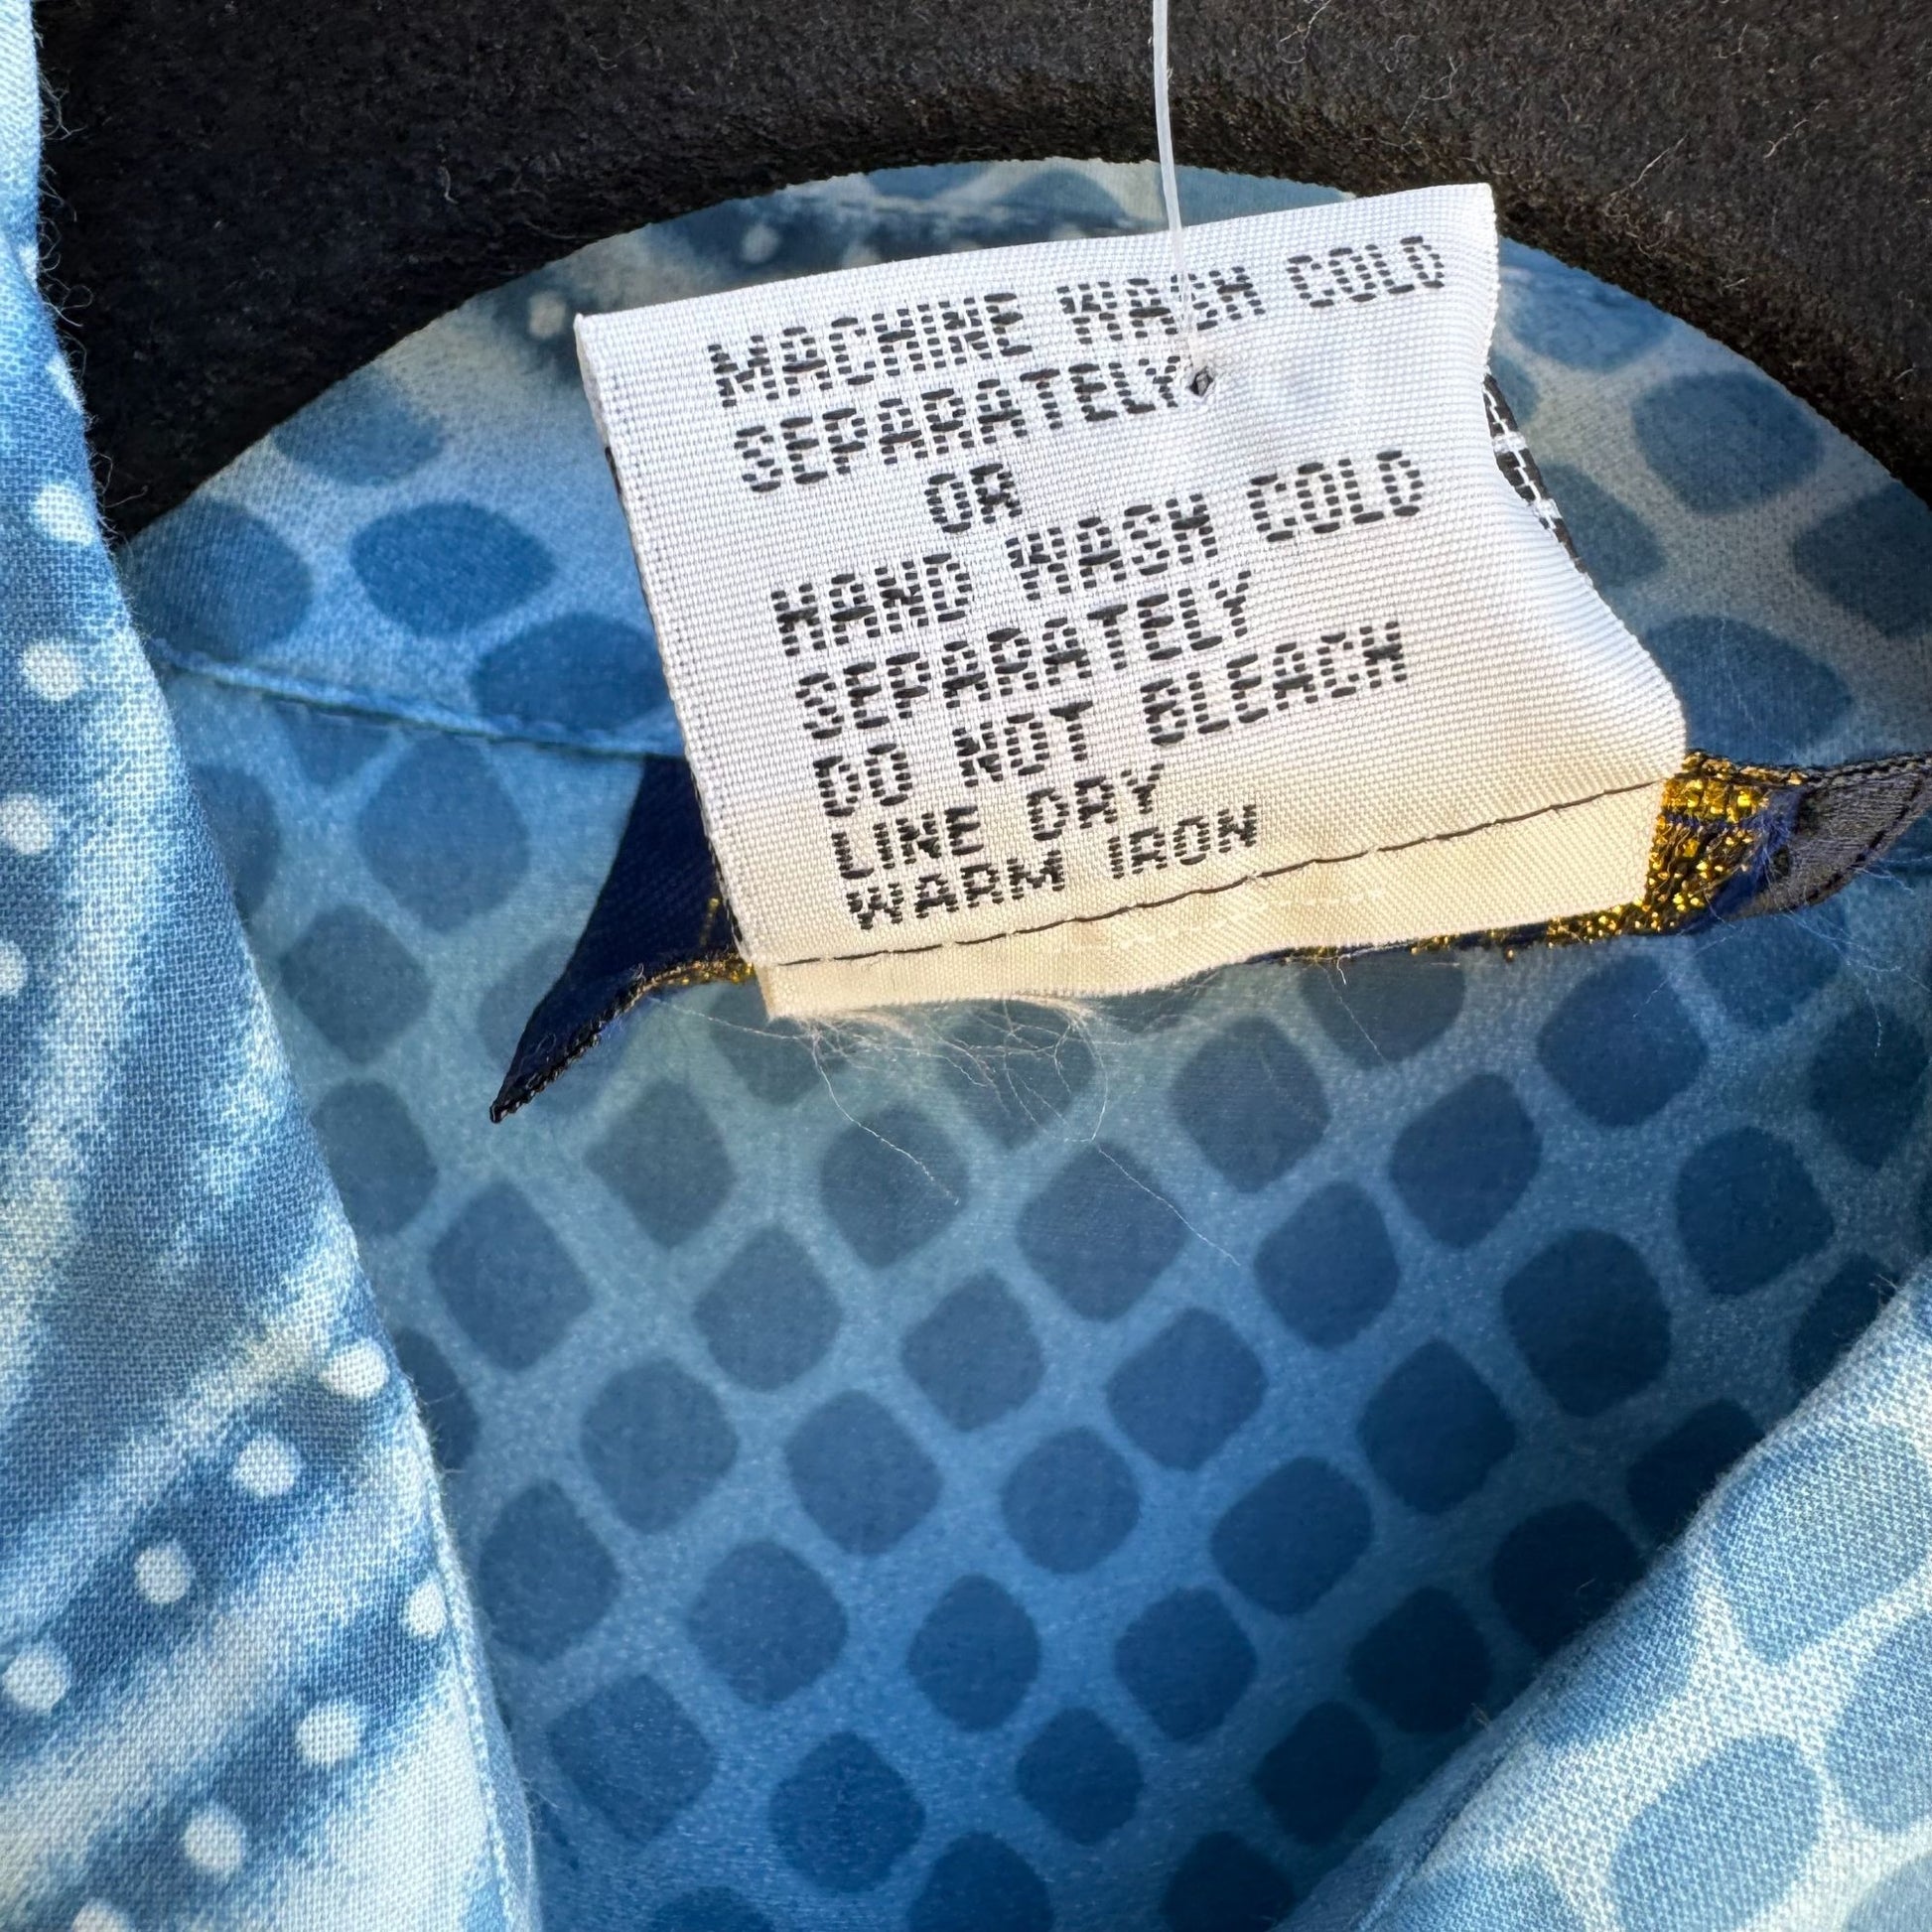 MACHINE WASH COLD
SEPARATELY
OR
HAND WASH COLD
SEPARATELY
DO NOT BLEACH
LINE DRY
WARM IRON